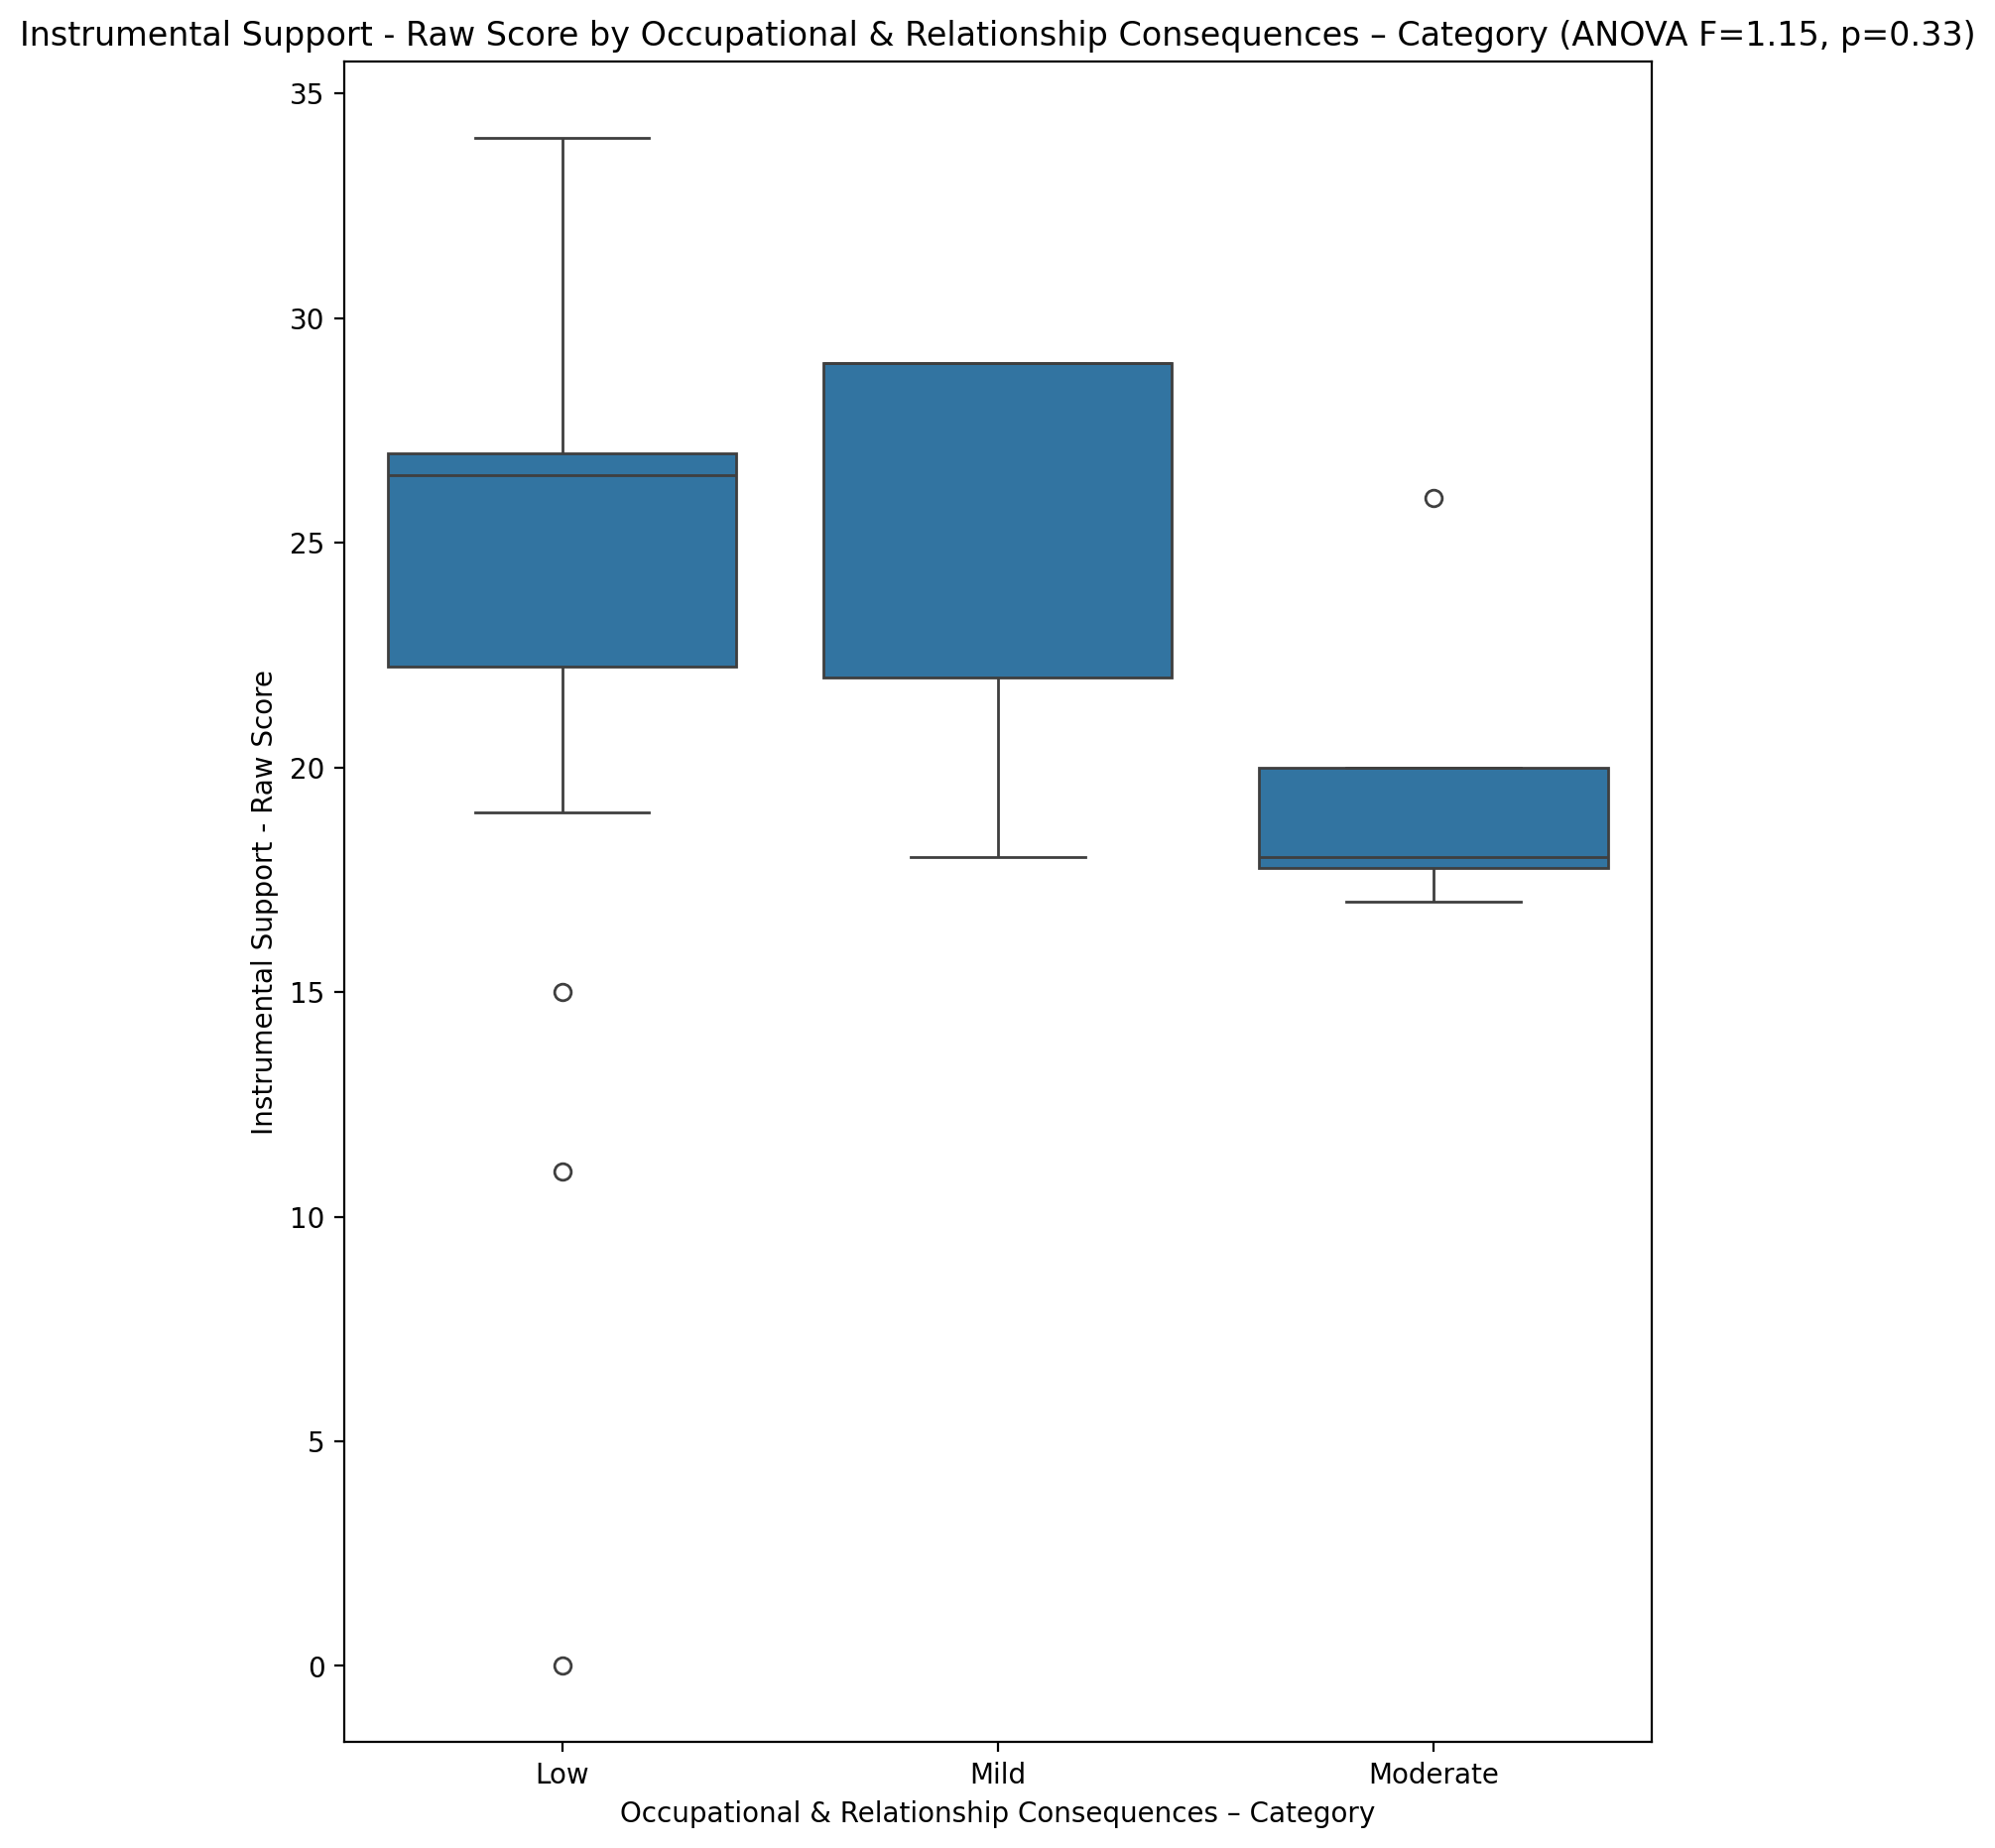 Instrumental Support - Raw Score by Occupational & Relationship Consequences – Category (ANOVA F=1.15, p=0.33)
35
30
25
20
15
10
5
0
Instrumental Support - Raw Score
Low
Mild
Moderate
Occupational & Relationship Consequences – Category